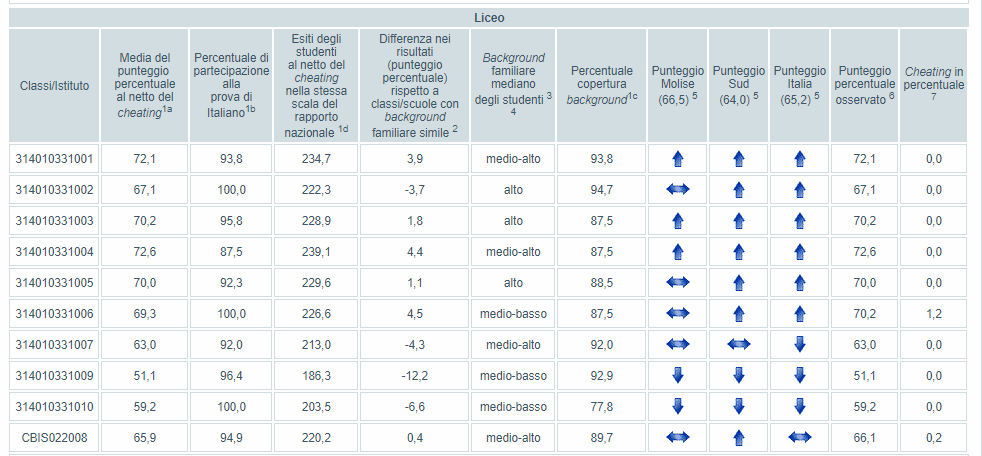 Liceo
Classi/Istituto
Media del
punteggio
percentuale
al netto del
cheating1a
Percentuale di
partecipazione
alla
prova di
Italiano1b
Esiti degli
studenti
al netto del
cheating
nella stessa
scala del
rapporto
nazionale 1d
Differenza nei
risultati
(punteggio
percentuale)
rispetto a
classi/scuole con
background
familiare simile 2
Background
familiare
mediano
degli studenti 3
4
Percentuale
copertura
background1c
Punteggio
Molise
(66,5) 5
Punteggio
Sud
(64,0) 5
Punteggio
Italia
(65,2) 5
Punteggio
percentuale
osservato 6
Cheating in
percentuale
7
314010331001 72,1 93,8 234,7 3,9 medio-alto 93,8 72,1 0,0
314010331002 67,1 100,0 222,3 -3,7 alto 94,7 67,1 0,0
314010331003 70,2 95,8 228,9 1,8 alto 87,5 70,2 0,0
314010331004 72,6 87,5 239,1 4,4 medio-alto 87,5 72,6 0,0
314010331005 70,0 92,3 229,6 1,1 alto 88,5 70,0 0,0
314010331006 69,3 100,0 226,6 4,5 medio-basso 87,5 70,2 1,2
314010331007 63,0 92,0 213,0 -4,3 medio-alto 92,0 63,0 0,0
314010331009 51,1 96,4 186,3 -12,2 medio-basso 92,9 51,1 0,0
314010331010 59,2 100,0 203,5 -6,6 medio-basso 77,8 59,2 0,0
CBIS022008 65,9 94,9 220,2 0,4 medio-alto 89,7 66,1 0,2